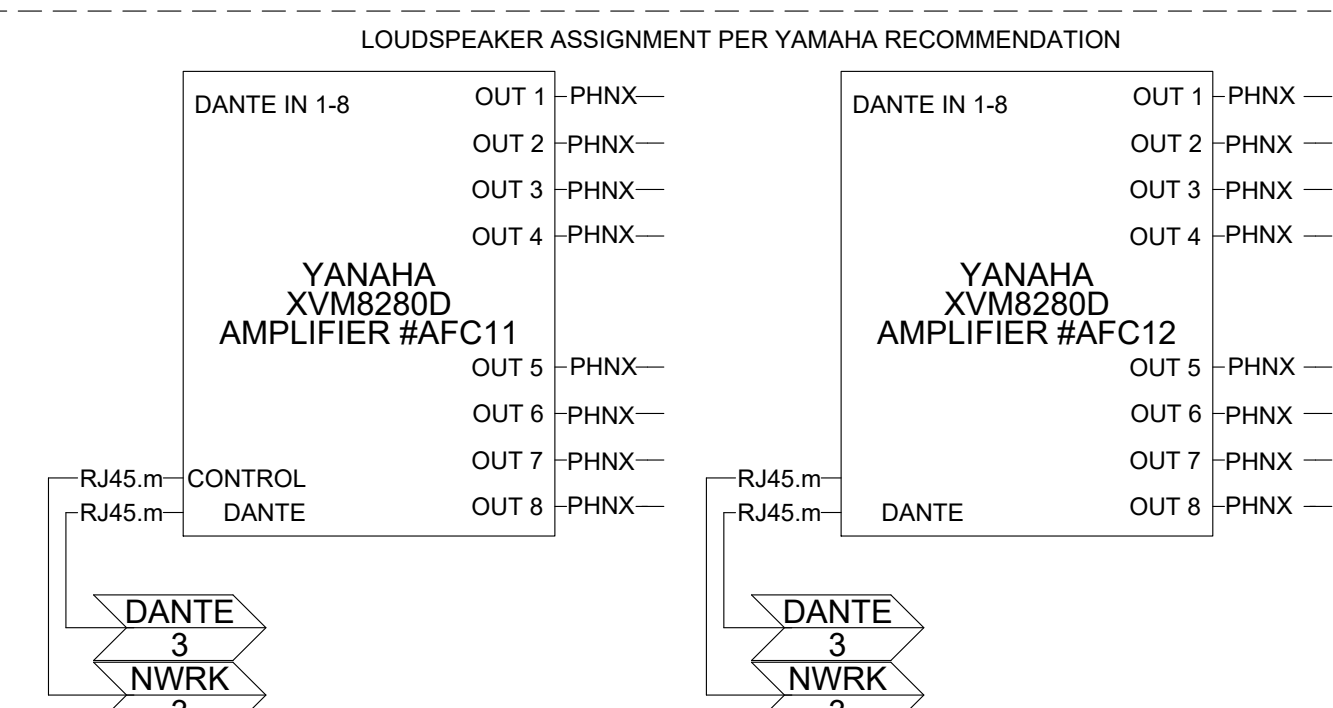 LOUDSPEAKER ASSIGNMENT PER YAMAHA RECOMMENDATION
DANTE IN 1-8
OUT 1 PHNX
OUT 2 PHNX
OUT 3 PHNX
OUT 4 PHNX
YANAHA
XVM8280D
AMPLIFIER #AFC11
OUT 5 PHNX
OUT 6 PHNX
RJ45.m CONTROL
OUT 7 PHNX
RJ45.m DANTE
OUT 8 PHNX
DANTE
3
NWRK
DANTE IN 1-8
OUT 1 PHNX
OUT 2 PHNX
OUT 3 PHNX
OUT 4 PHNX
YANAHA
XVM8280D
AMPLIFIER #AFC12
OUT 5 PHNX
OUT 6 PHNX
RJ45.m
OUT 7 PHNX
RJ45.m DANTE
OUT 8 PHNX
DANTE
3
NWRK